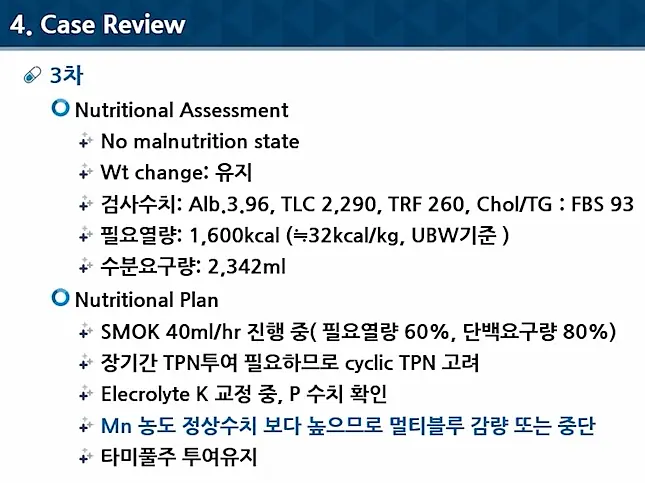 4. Case Review
3차
Nutritional Assessment
No malnutrition state
Wt change: 유지
검사수치: Alb.3.96, TLC 2,290, TRF 260, Chol/TG : FBS 93
필요열량: 1,600kcal (≒32kcal/kg, UBW기준 )
수분요구량: 2,342ml
Nutritional Plan
SMOK 40ml/hr 진행 중( 필요열량 60%, 단백요구량 80%)
장기간 TPN투여 필요하므로 cyclic TPN 고려
Elecrolyte K 교정 중, P 수치 확인
Mn 농도 정상수치 보다 높으므로 멀티블루 감량 또는 중단
타미풀주 투여유지